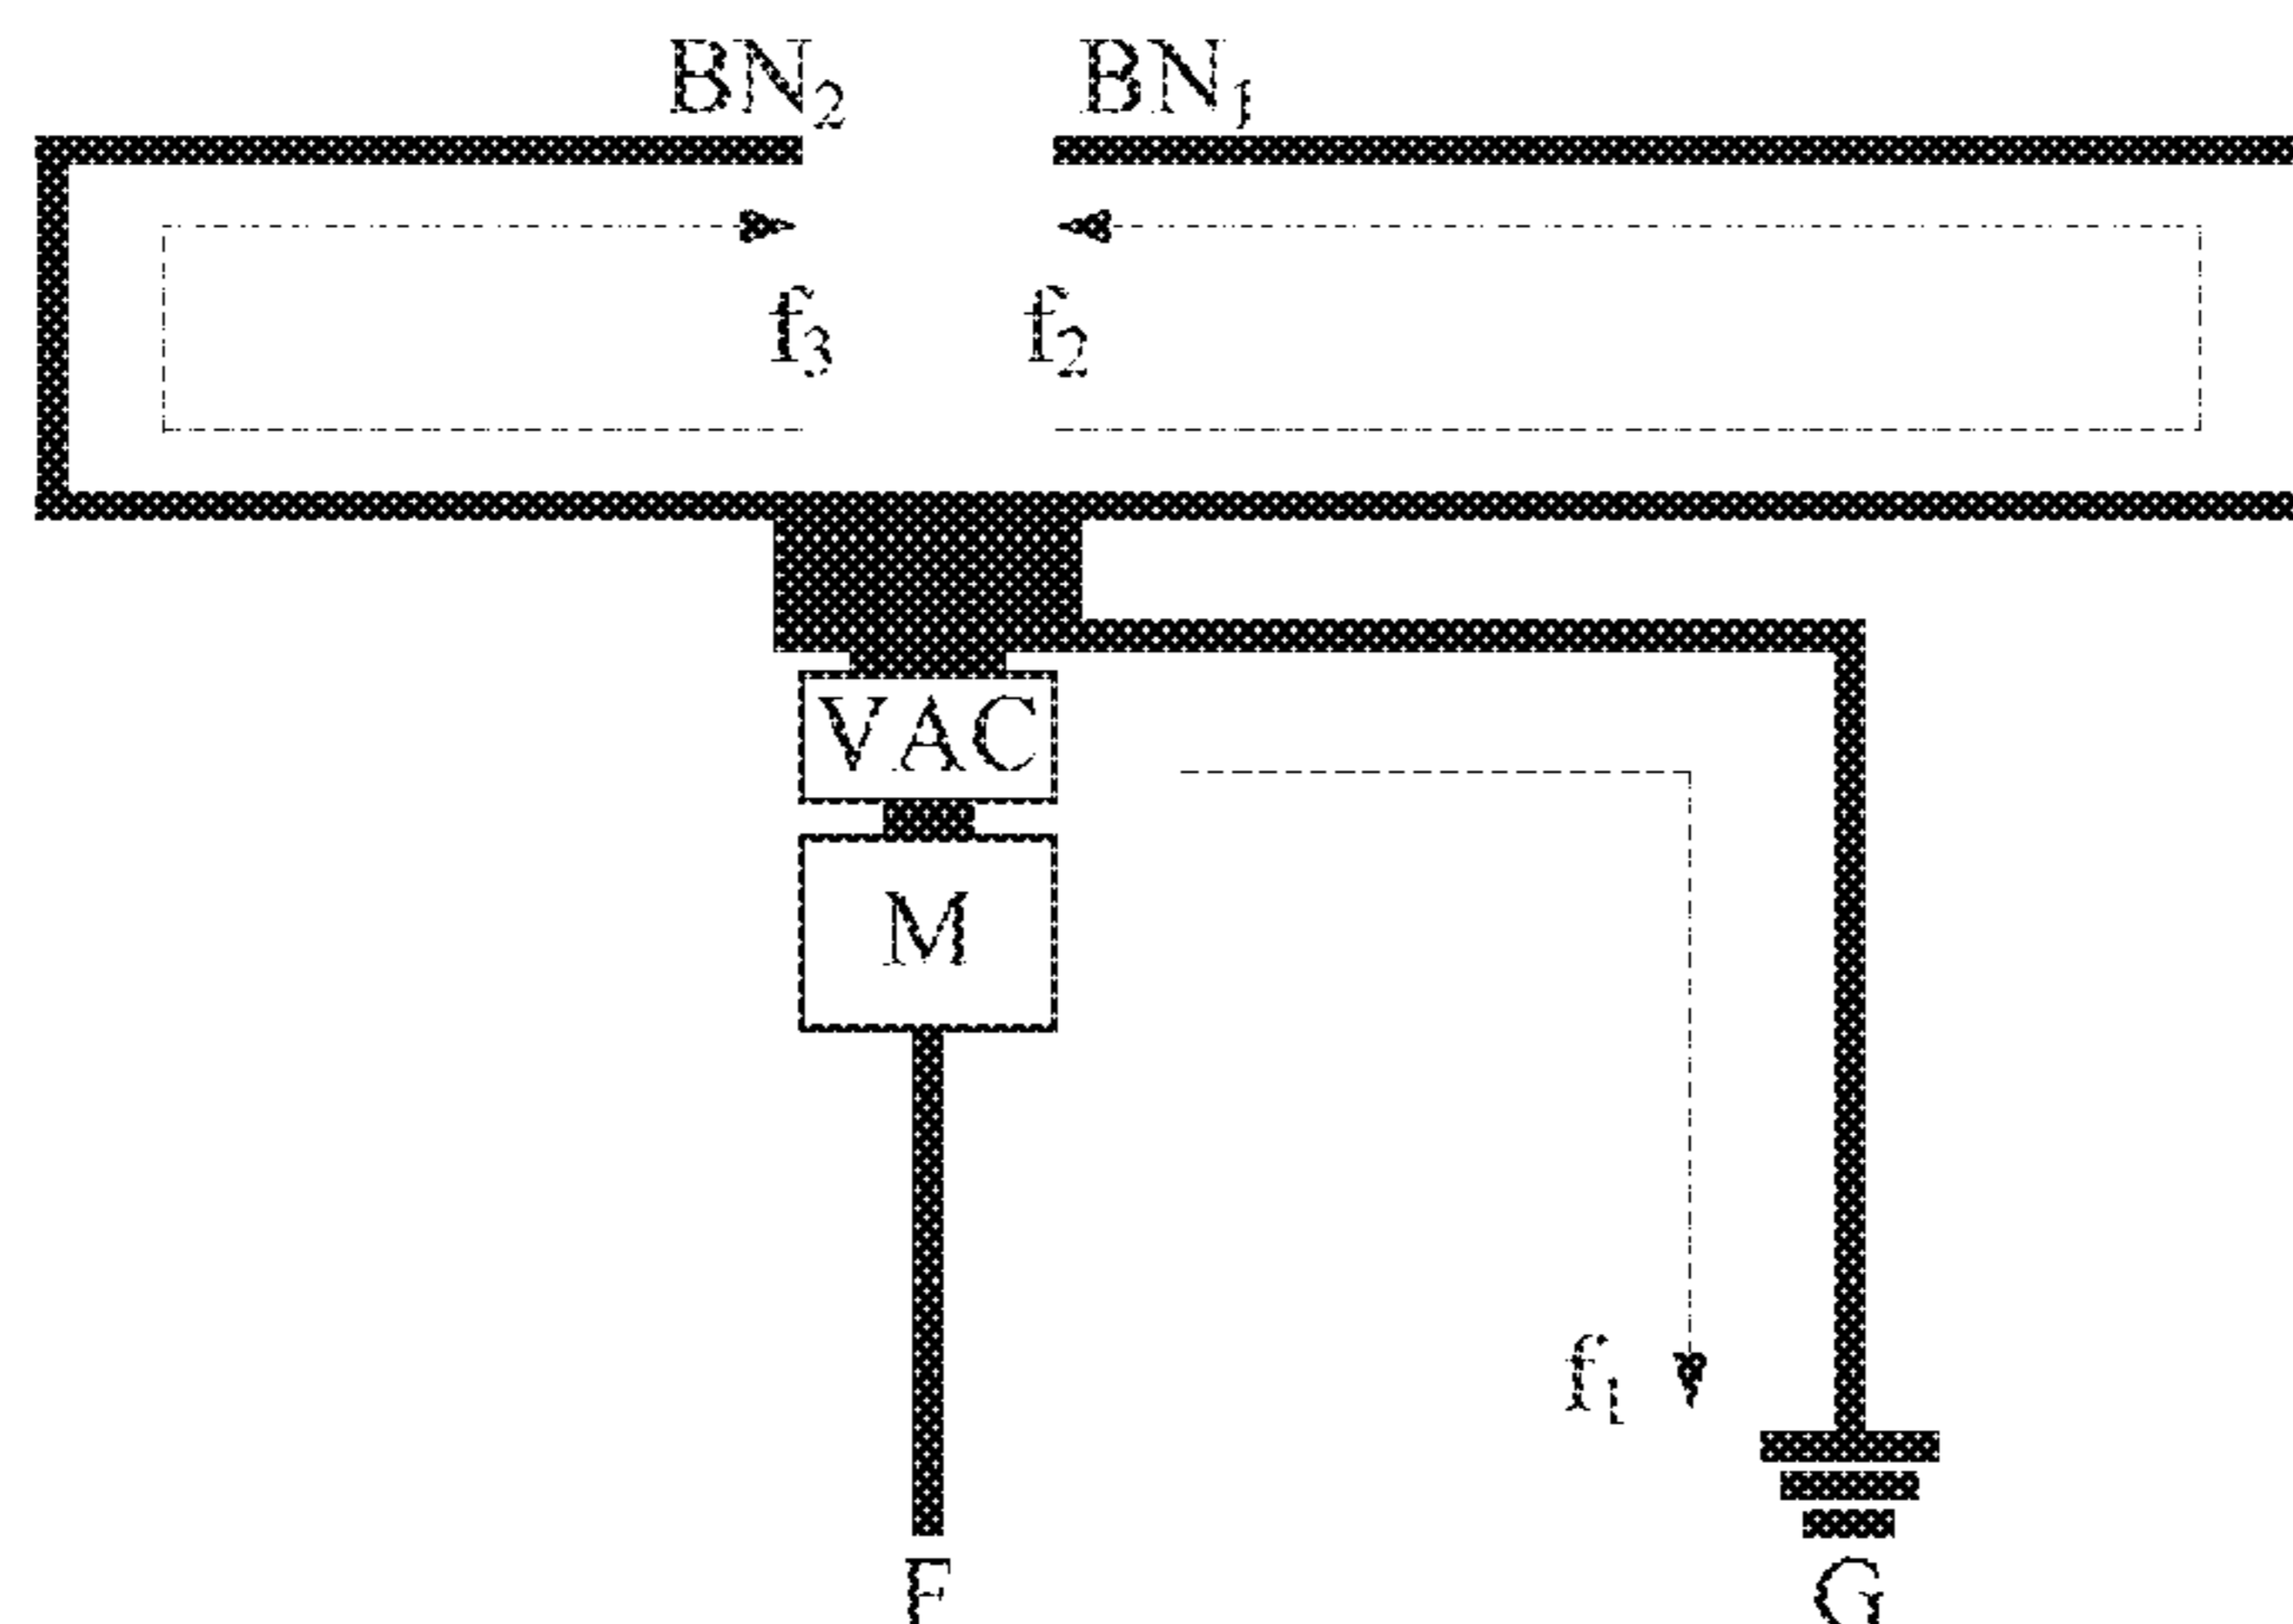 BN₂ BN₁
f₃ f₂
VAC
M
f₁
F G